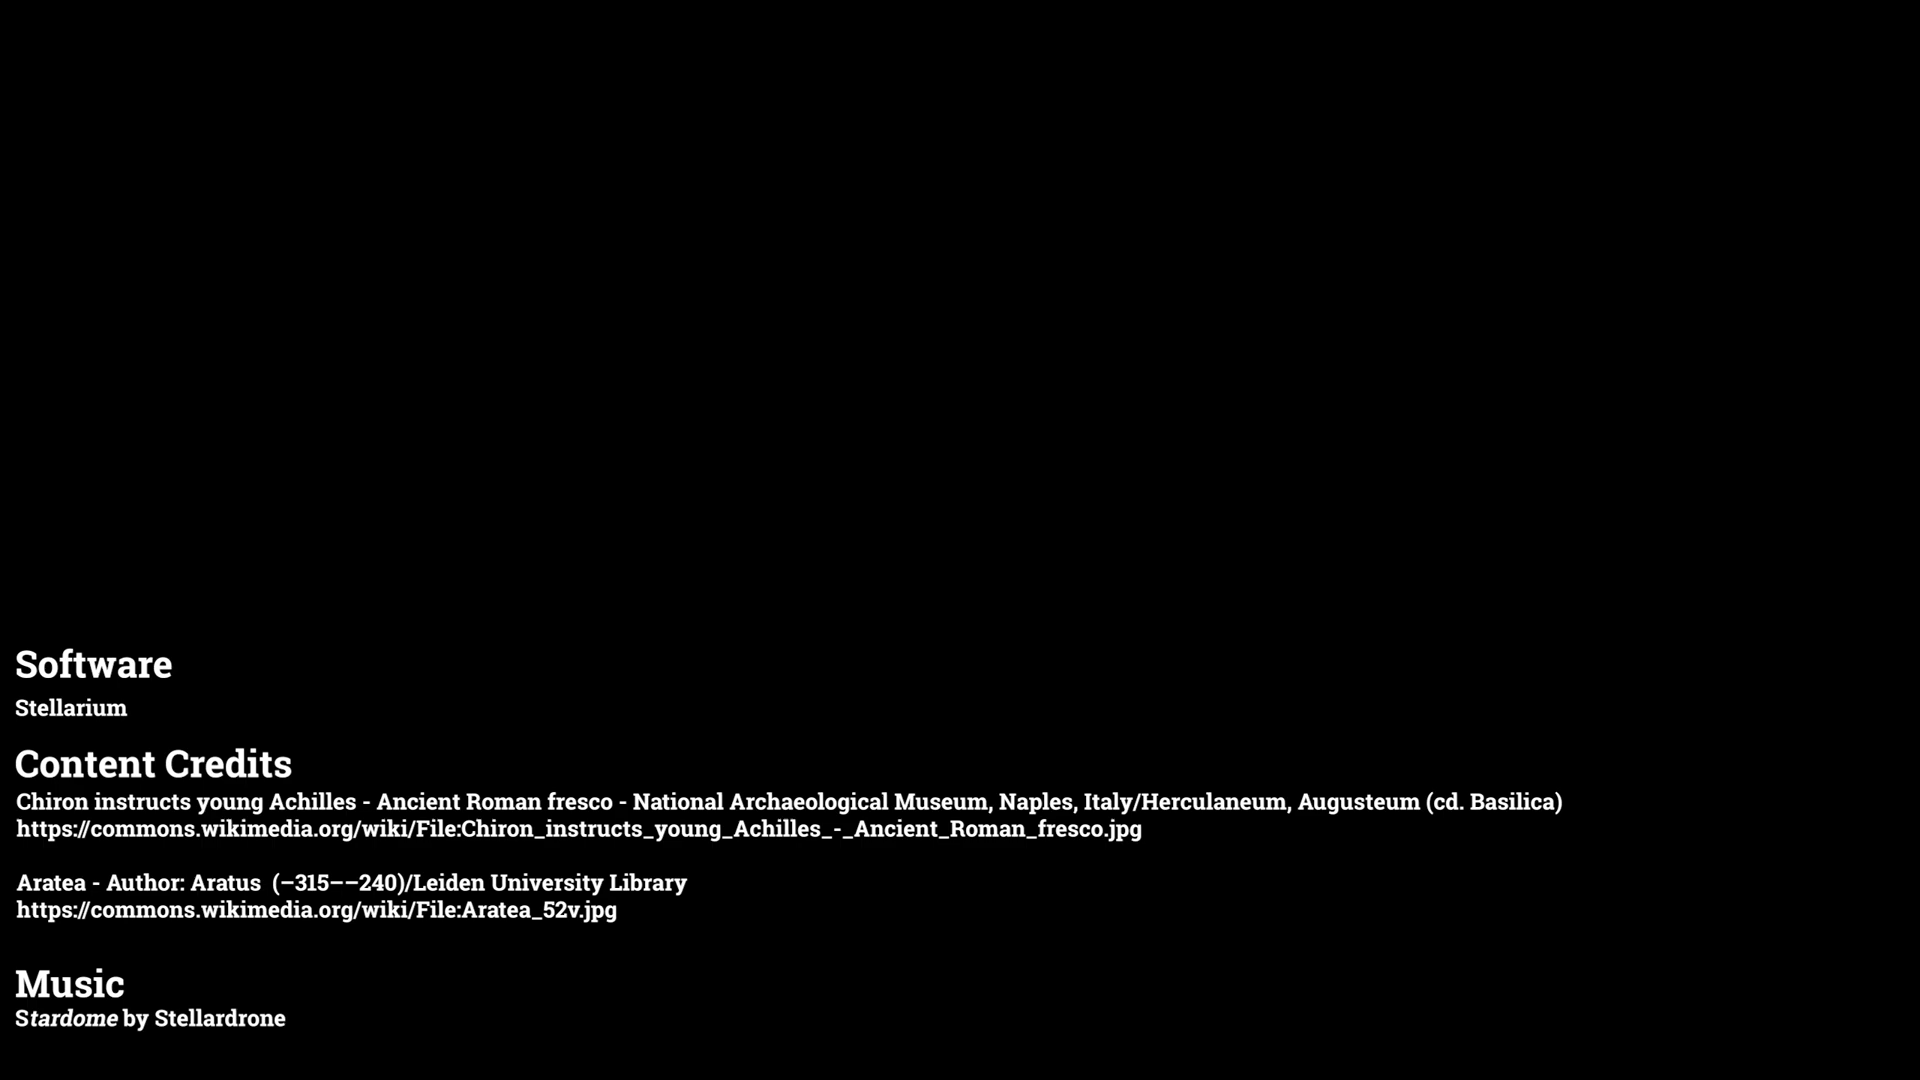 Software
Stellarium
Content Credits
Chiron instructs young Achilles - Ancient Roman fresco - National Archaeological Museum, Naples, Italy/Herculaneum, Augusteum (cd. Basilica)
https://commons.wikimedia.org/wiki/File:Chiron_instructs_young_Achilles_-_Ancient_Roman_fresco.jpg
Aratea - Author: Aratus (–315-–240)/Leiden University Library
https://commons.wikimedia.org/wiki/File:Aratea_52v.jpg
Music
Stardome by Stellardrone